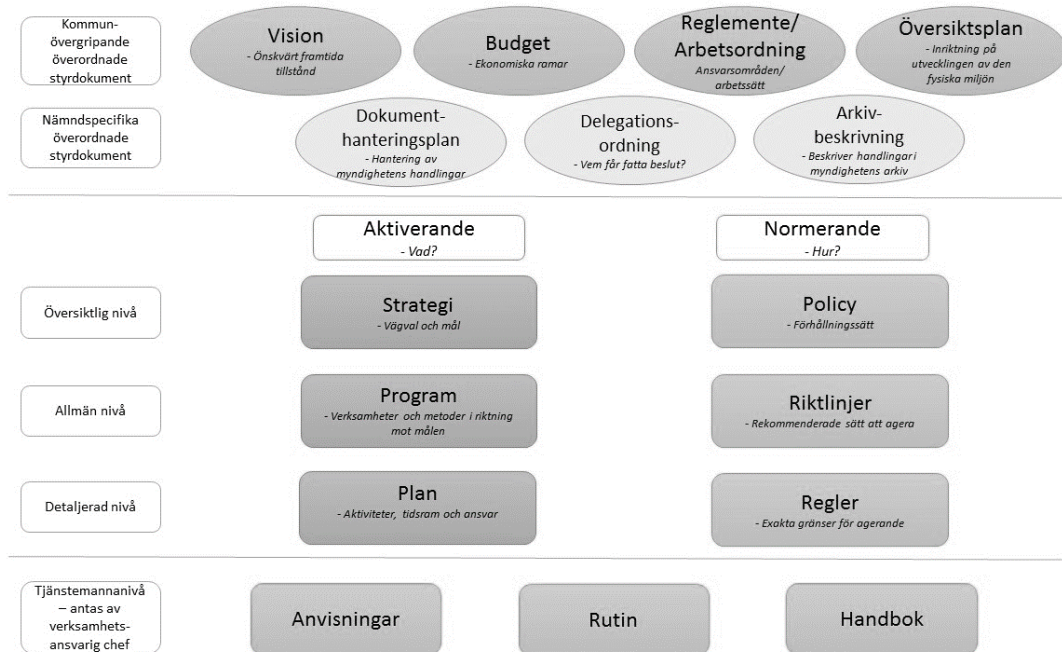 Kommun-
övergripande
överordnade
styrdokument
Vision
- Önskvärt framtida
tillstånd
Budget
- Ekonomiska ramar
Reglemente/
Arbetsordning
Ansvarsområden/
arbetssätt
Översiktsplan
- Inriktning på
utvecklingen av den
fysiska miljön
Nämndspecifika
överordnade
styrdokument
Dokument-
hanteringsplan
- Hantering av
myndighetens handlingar
Delegations-
ordning
- Vem får fatta beslut?
Arkiv-
beskrivning
- Beskriver handlingar i
myndighetens arkiv
Aktiverande
- Vad?
Normerande
- Hur?
Översiktlig nivå
Strategi
- Vägval och mål
Policy
- Förhållningssätt
Allmän nivå
Program
- Verksamheter och metoder i riktning
mot målen
Riktlinjer
- Rekommenderade sätt att agera
Detaljerad nivå
Plan
- Aktiviteter, tidsram och ansvar
Regler
- Exakta gränser för agerande
Tjänstemannanivå
– antas av
verksamhets-
ansvarig chef
Anvisningar
Rutin
Handbok